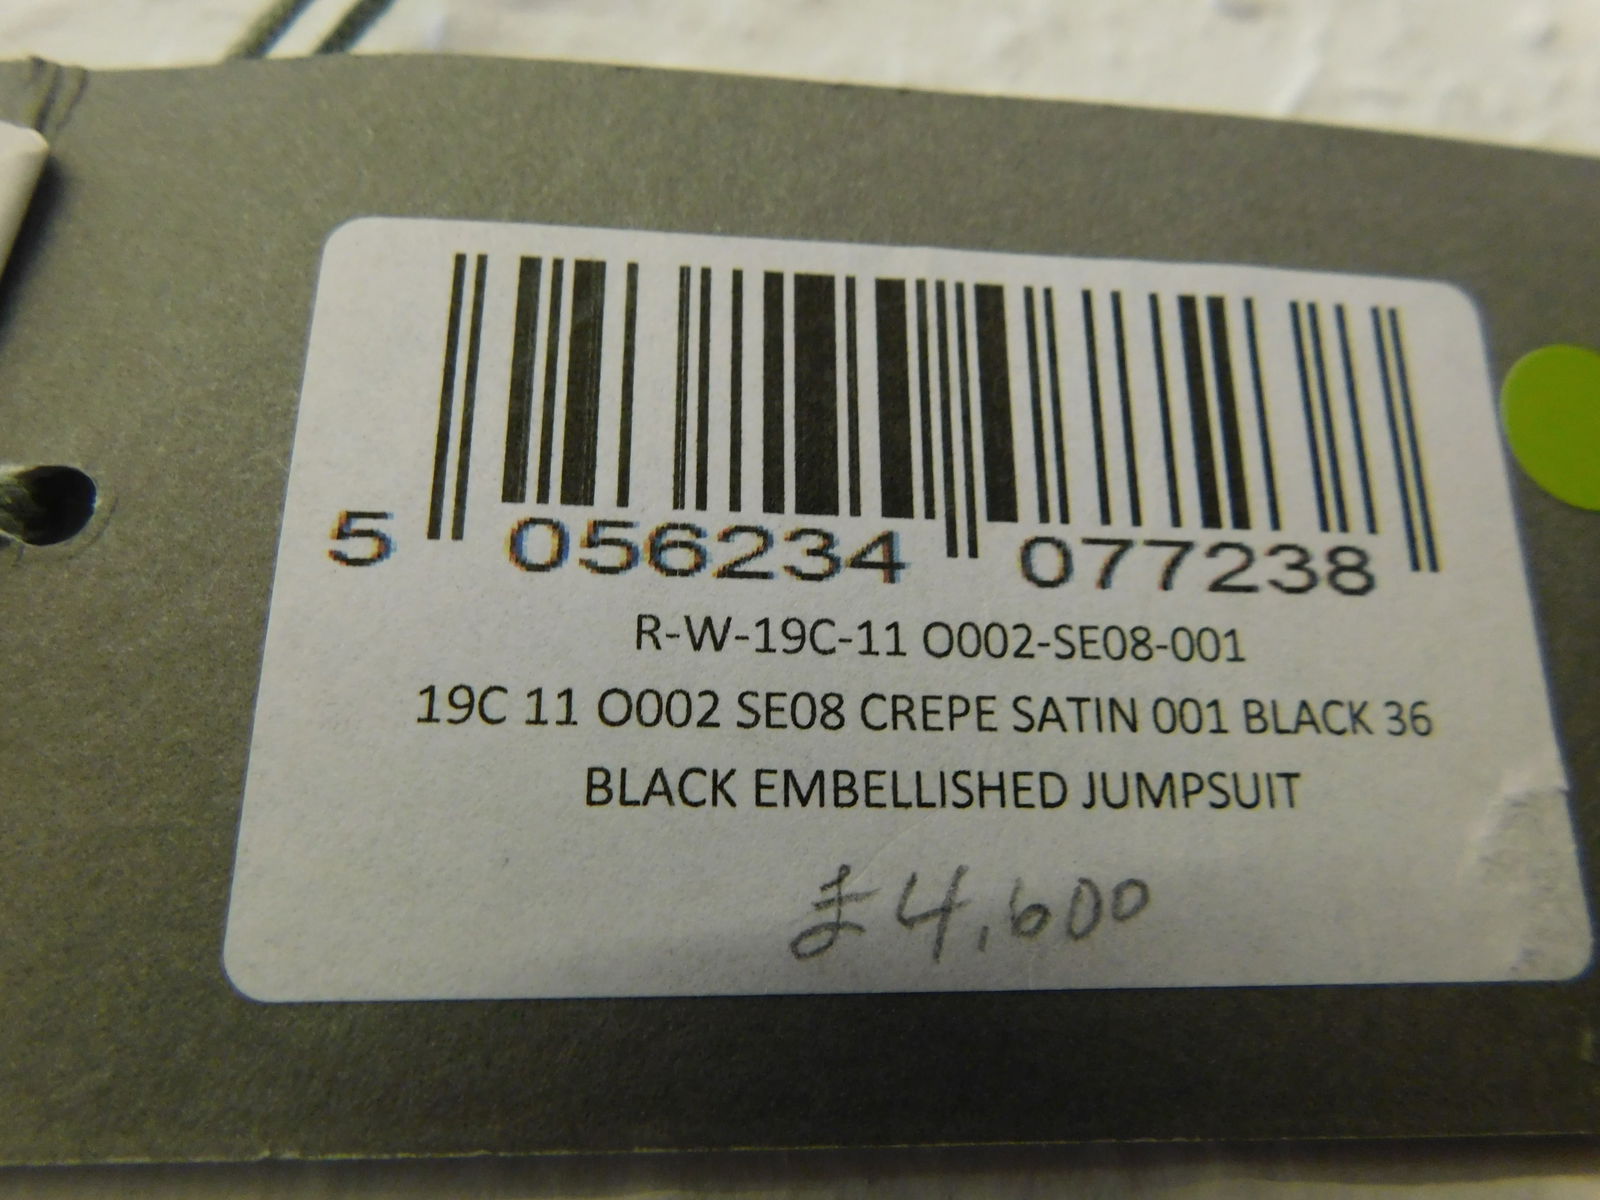 5 056234 077238
R-W-19C-11 O002-SE08-001
19C 11 O002 SE08 CREPE SATIN 001 BLACK 36
BLACK EMBELLISHED JUMPSUIT
£4,600